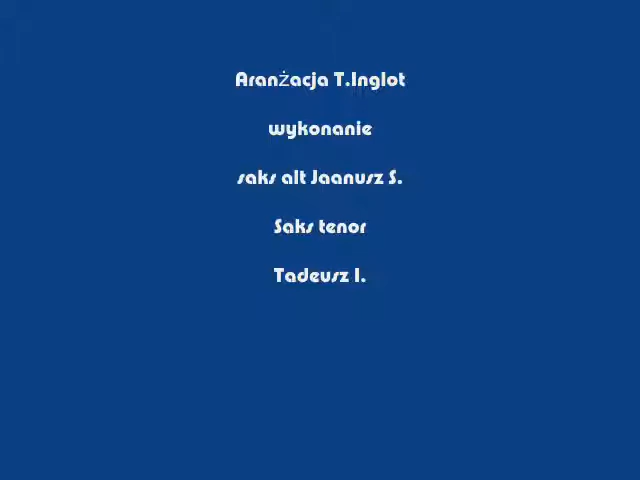 Aranżacja T.Inglot
wykonanie
saks alt Jaanusz S.
Saks tenor
Tadeusz I.